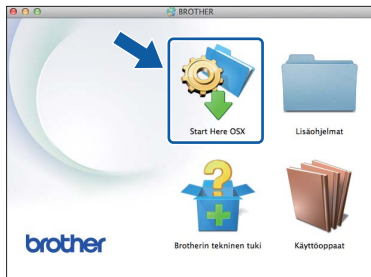 BROTHER
Start Here OSX
Lisäohjelmat
Brotherin tekninen tuki
Käyttöoppaat
brother